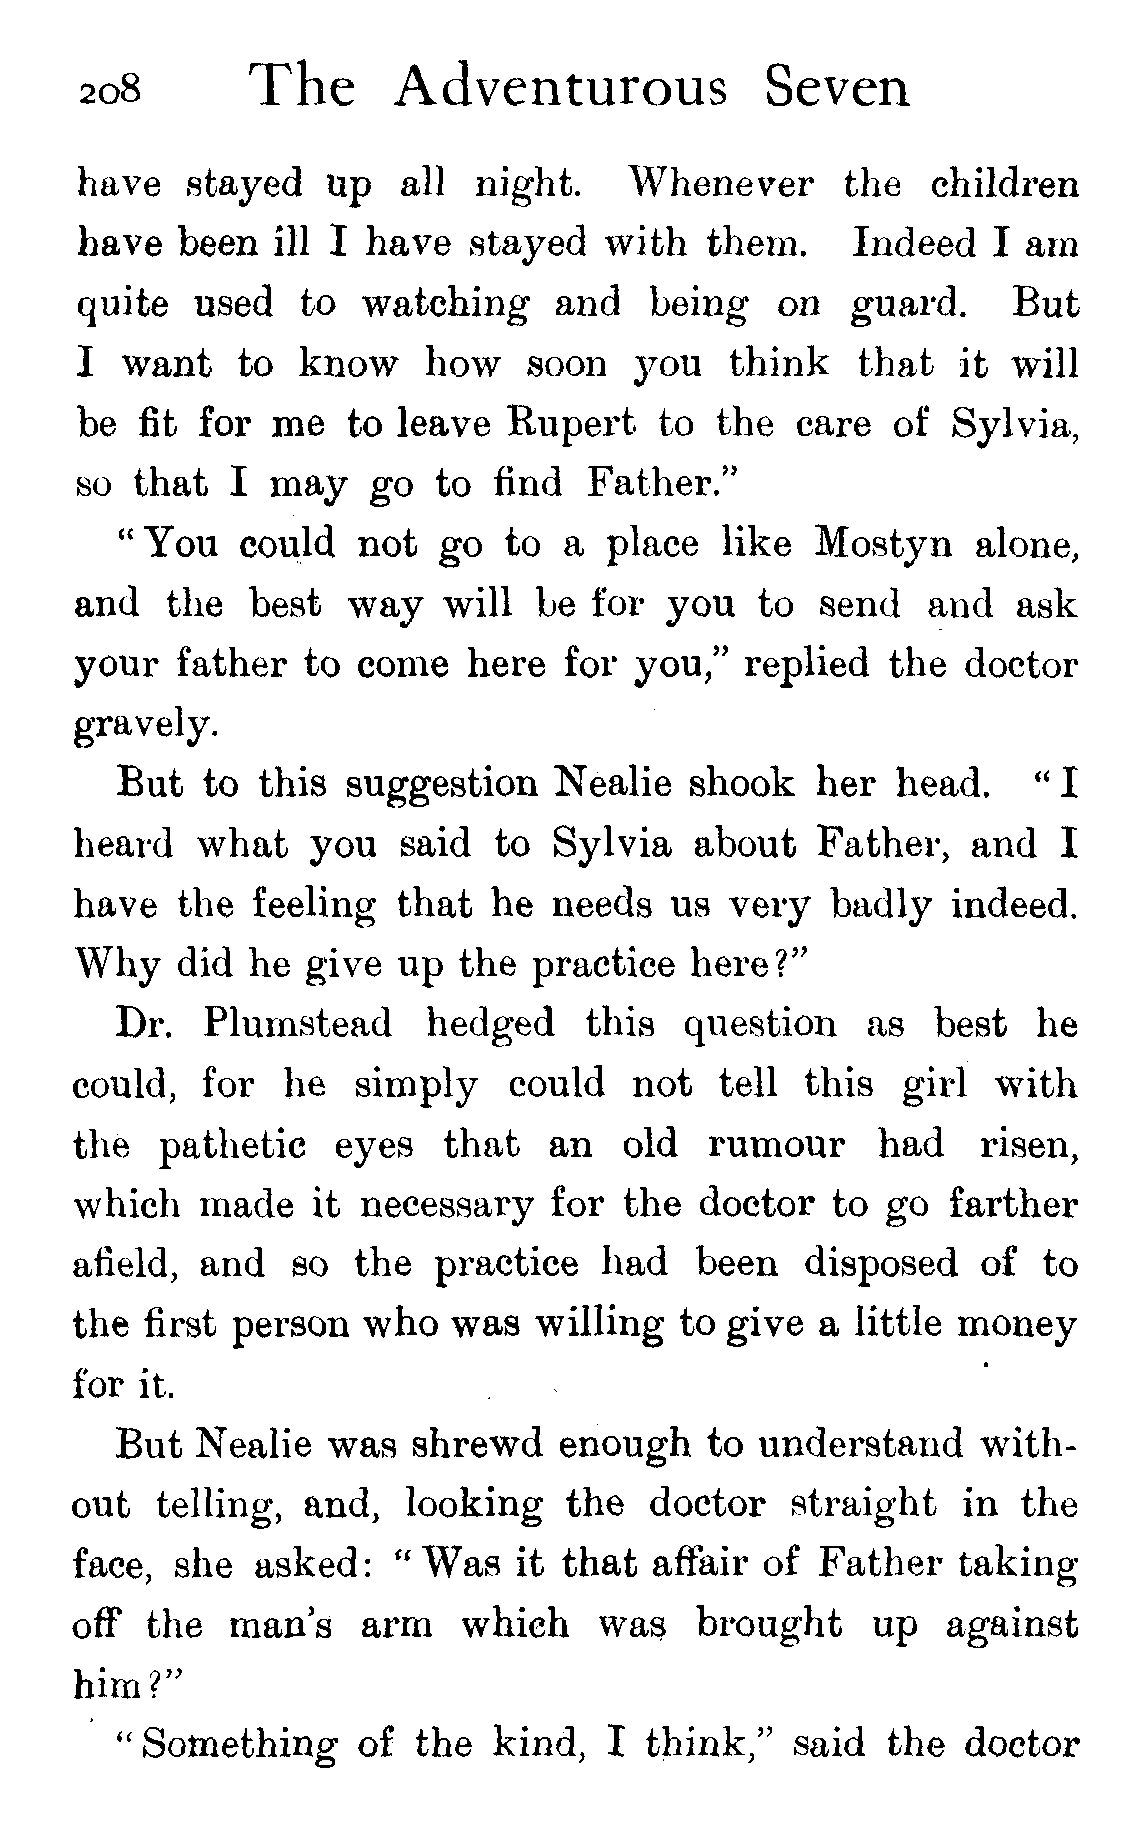 208 The Adventurous Seven
have stayed up all night. Whenever the children
have been ill I have stayed with them. Indeed I am
quite used to watching and being on guard. But
I want to know how soon you think that it will
be fit for me to leave Rupert to the care of Sylvia,
so that I may go to find Father.”
“You could not go to a place like Mostyn alone,
and the best way will be for you to send and ask
your father to come here for you,” replied the doctor
gravely.
But to this suggestion Nealie shook her head. “I
heard what you said to Sylvia about Father, and I
have the feeling that he needs us very badly indeed.
Why did he give up the practice here?”
Dr. Plumstead hedged this question as best he
could, for he simply could not tell this girl with
the pathetic eyes that an old rumour had risen,
which made it necessary for the doctor to go farther
afield, and so the practice had been disposed of to
the first person who was willing to give a little money
for it.
But Nealie was shrewd enough to understand with-
out telling, and, looking the doctor straight in the
face, she asked: “Was it that affair of Father taking
off the man’s arm which was brought up against
him?”
“Something of the kind, I think,” said the doctor